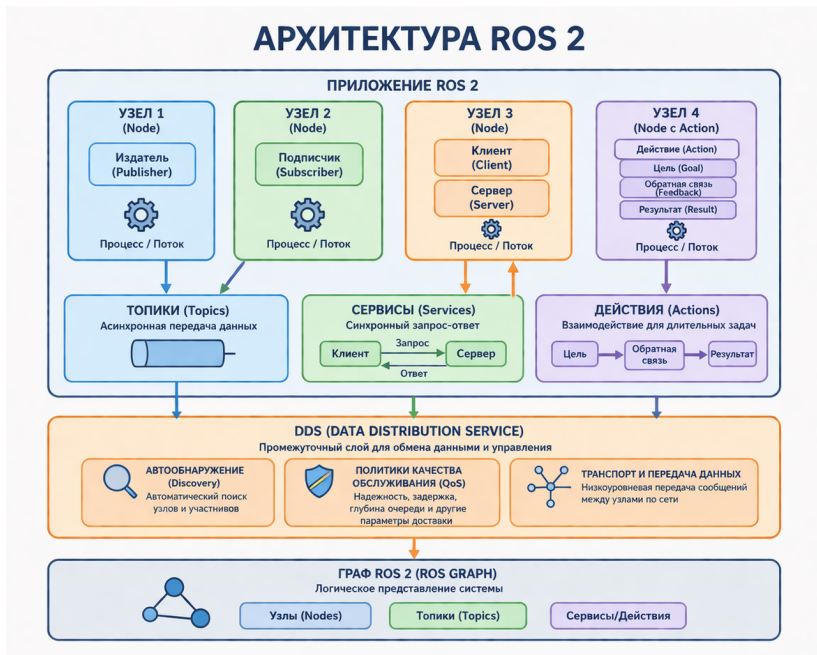 АРХИТЕКТУРА ROS 2
ПРИЛОЖЕНИЕ ROS 2
УЗЕЛ 1
(Node)
Издатель
(Publisher)
Процесс / Поток
УЗЕЛ 2
(Node)
Подписчик
(Subscriber)
Процесс / Поток
УЗЕЛ 3
(Node)
Клиент
(Client)
Сервер
(Server)
Процесс / Поток
УЗЕЛ 4
(Node с Action)
Действие (Action)
Цель (Goal)
Обратная связь
(Feedback)
Результат (Result)
Процесс / Поток
ТОПИКИ (Topics)
Асинхронная передача данных
СЕРВИСЫ (Services)
Синхронный запрос-ответ
Запрос
Клиент
Сервер
Ответ
ДЕЙСТВИЯ (Actions)
Взаимодействие для длительных задач
Цель
Обратная
связь
Результат
DDS (DATA DISTRIBUTION SERVICE)
Промежуточный слой для обмена данными и управления
АВТООБНАРУЖЕНИЕ
(Discovery)
Автоматический поиск
узлов и участников
ПОЛИТИКИ КАЧЕСТВА
ОБСЛУЖИВАНИЯ (QoS)
Надежность, задержка,
глубина очереди и другие
параметры доставки
ТРАНСПОРТ И ПЕРЕДАЧА ДАННЫХ
Низкоуровневая передача сообщений
между узлами по сети
ГРАФ ROS 2 (ROS GRAPH)
Логическое представление системы
Узлы (Nodes)
Топики (Topics)
Сервисы/Действия